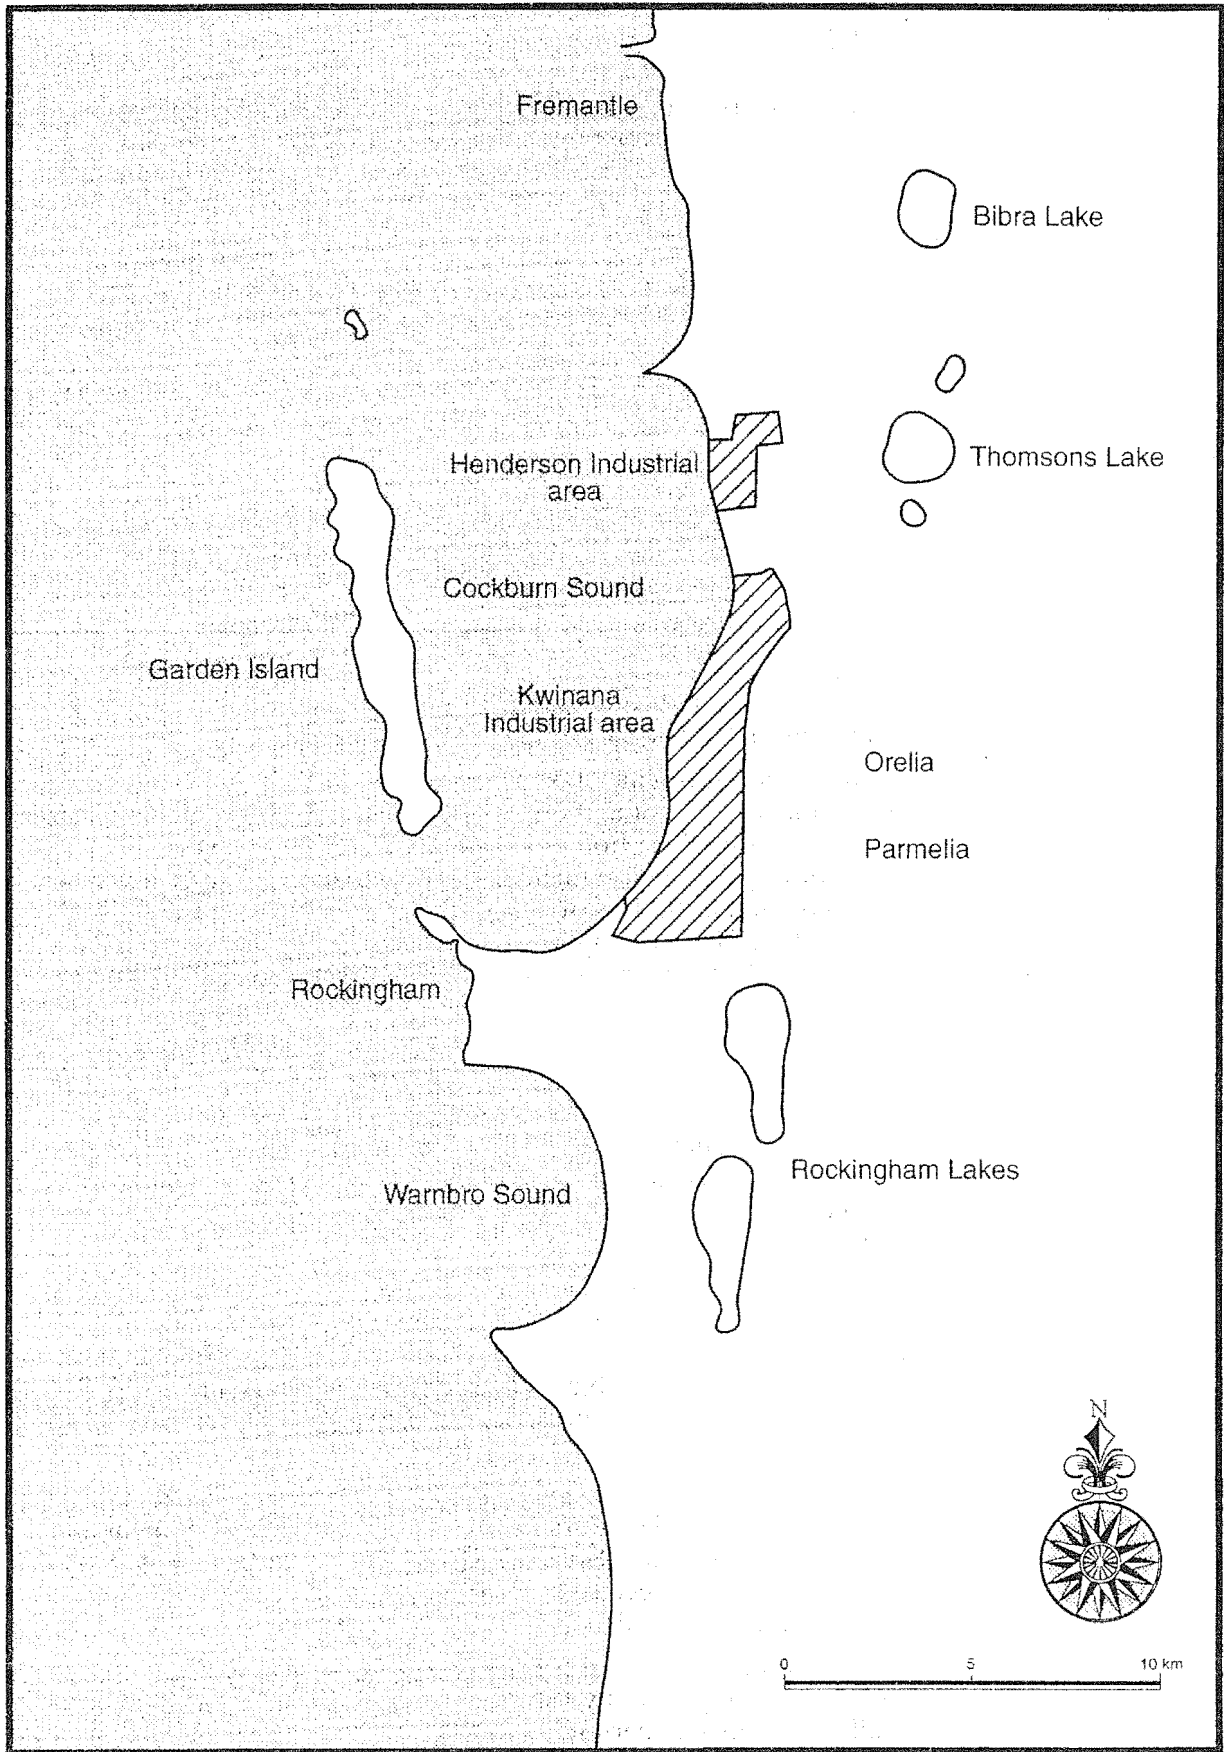 Fremantle
Bibra Lake
Henderson Industrial
area
Thomsons Lake
Cockburn Sound
Garden Island
Kwinana
Industrial area
Orelia
Parmelia
Rockingham
Rockingham Lakes
Warnbro Sound
N
0 5 10 km